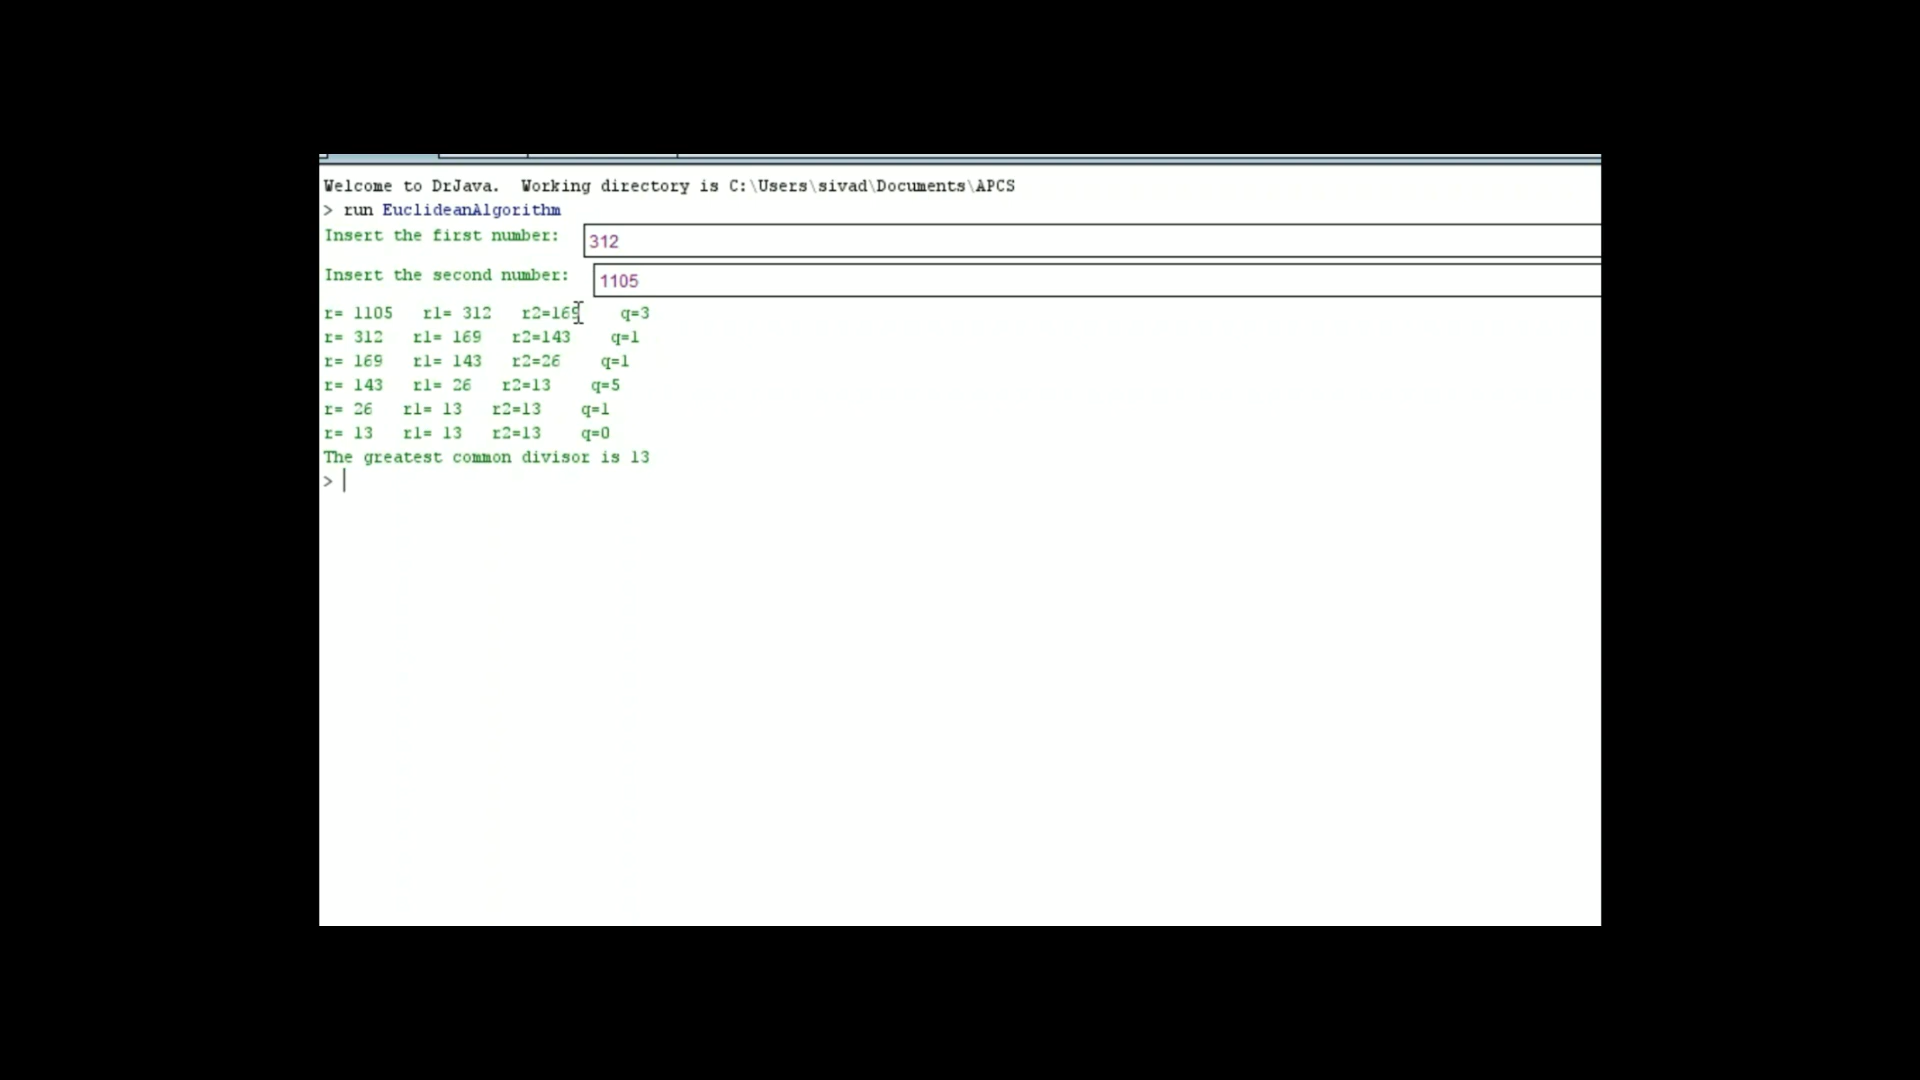 Welcome to DrJava.  Working directory is C:\Users\sivad\Documents\APCS
> run EuclideanAlgorithm
Insert the first number: 312
Insert the second number: 1105
r= 1105   r1= 312   r2=169    q=3
r= 312   r1= 169   r2=143    q=1
r= 169   r1= 143   r2=26    q=1
r= 143   r1= 26   r2=13    q=5
r= 26   r1= 13   r2=13    q=1
r= 13   r1= 13   r2=13    q=0
The greatest common divisor is 13
>